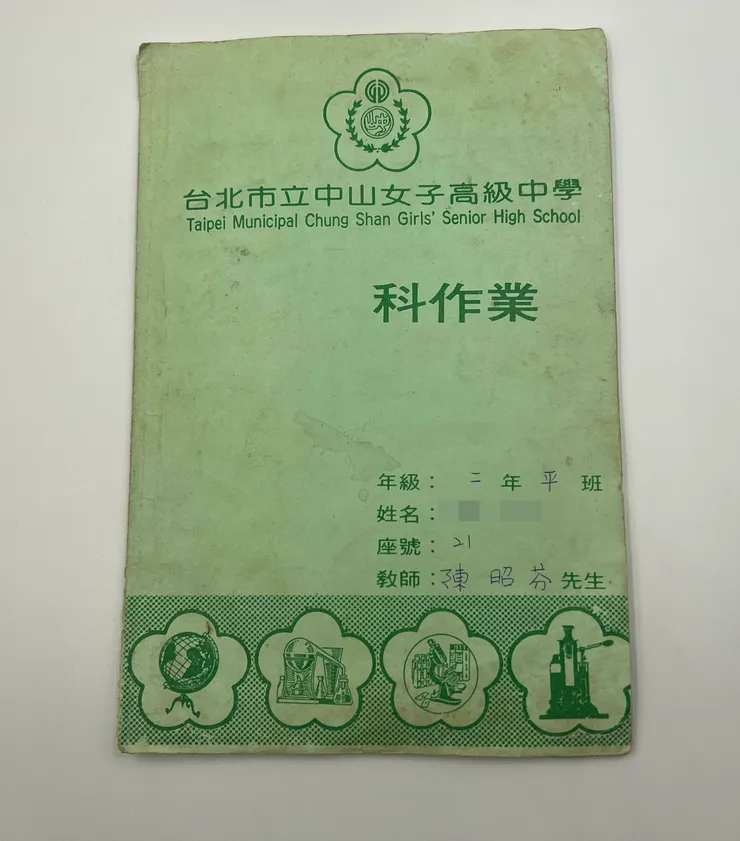 台北市立中山女子高級中學
Taipei Municipal Chung Shan Girls' Senior High School
科作業
年級：二年平班
姓名：
座號：21
教師：陳昭芬先生